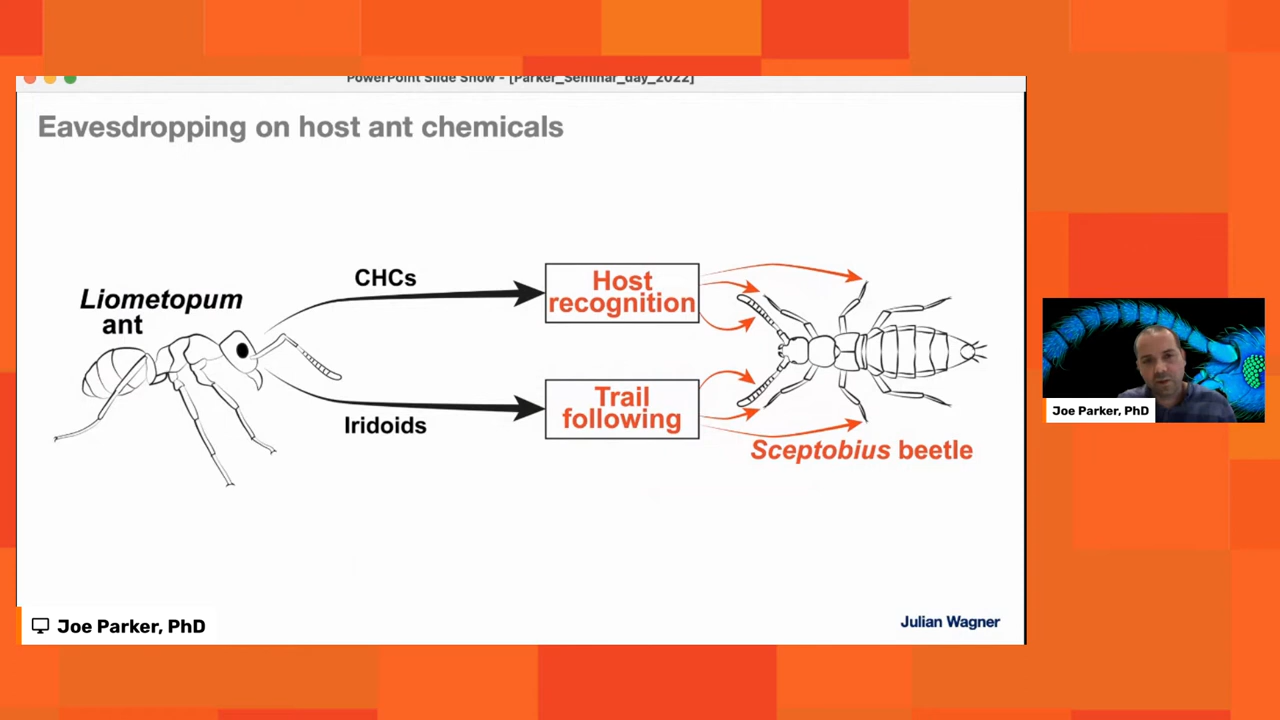 PowerPoint Slide Show - [Parker_Seminar_day_2022]
Eavesdropping on host ant chemicals
CHCs
Liometopum
ant
Host
recognition
Iridoids
Trail
following
Sceptobius beetle
Joe Parker, PhD
Julian Wagner
Joe Parker, PhD